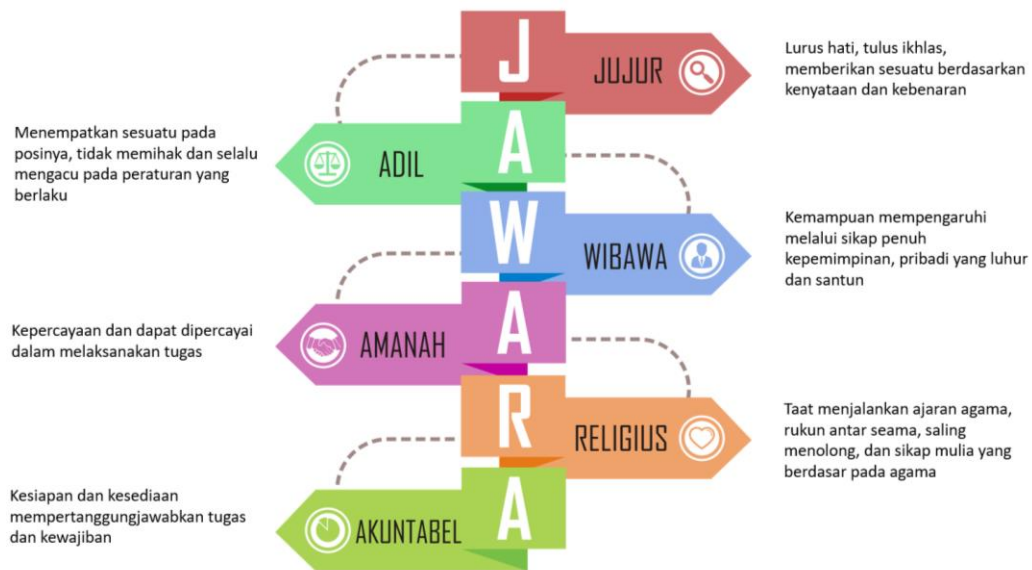 J
JUJUR
Lurus hati, tulus ikhlas,
memberikan sesuatu berdasarkan
kenyataan dan kebenaran
A
ADIL
Menempatkan sesuatu pada
posinya, tidak memihak dan selalu
mengacu pada peraturan yang
berlaku
W
WIBAWA
Kemampuan mempengaruhi
melalui sikap penuh
kepemimpinan, pribadi yang luhur
dan santun
A
AMANAH
Kepercayaan dan dapat dipercayai
dalam melaksanakan tugas
R
RELIGIUS
Taat menjalankan ajaran agama,
rukun antar seama, saling
menolong, dan sikap mulia yang
berdasar pada agama
A
AKUNTABEL
Kesiapan dan kesediaan
mempertanggungjawabkan tugas
dan kewajiban